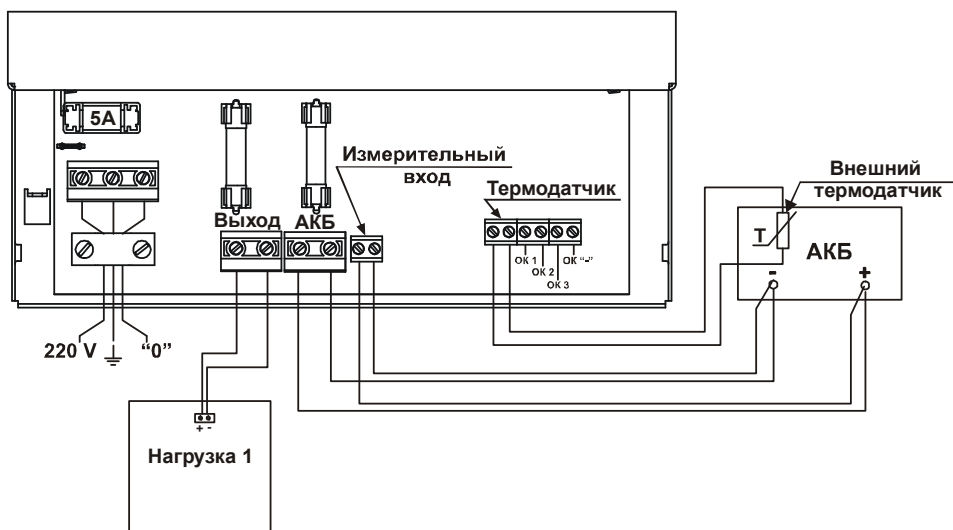 5А
Измерительный
вход
Термодатчик
Внешний
термодатчик
Выход
АКБ
ОК 1
ОК 2
ОК 3
ОК “-”
Т
АКБ
-
+
220 V
“0”
+ -
Нагрузка 1